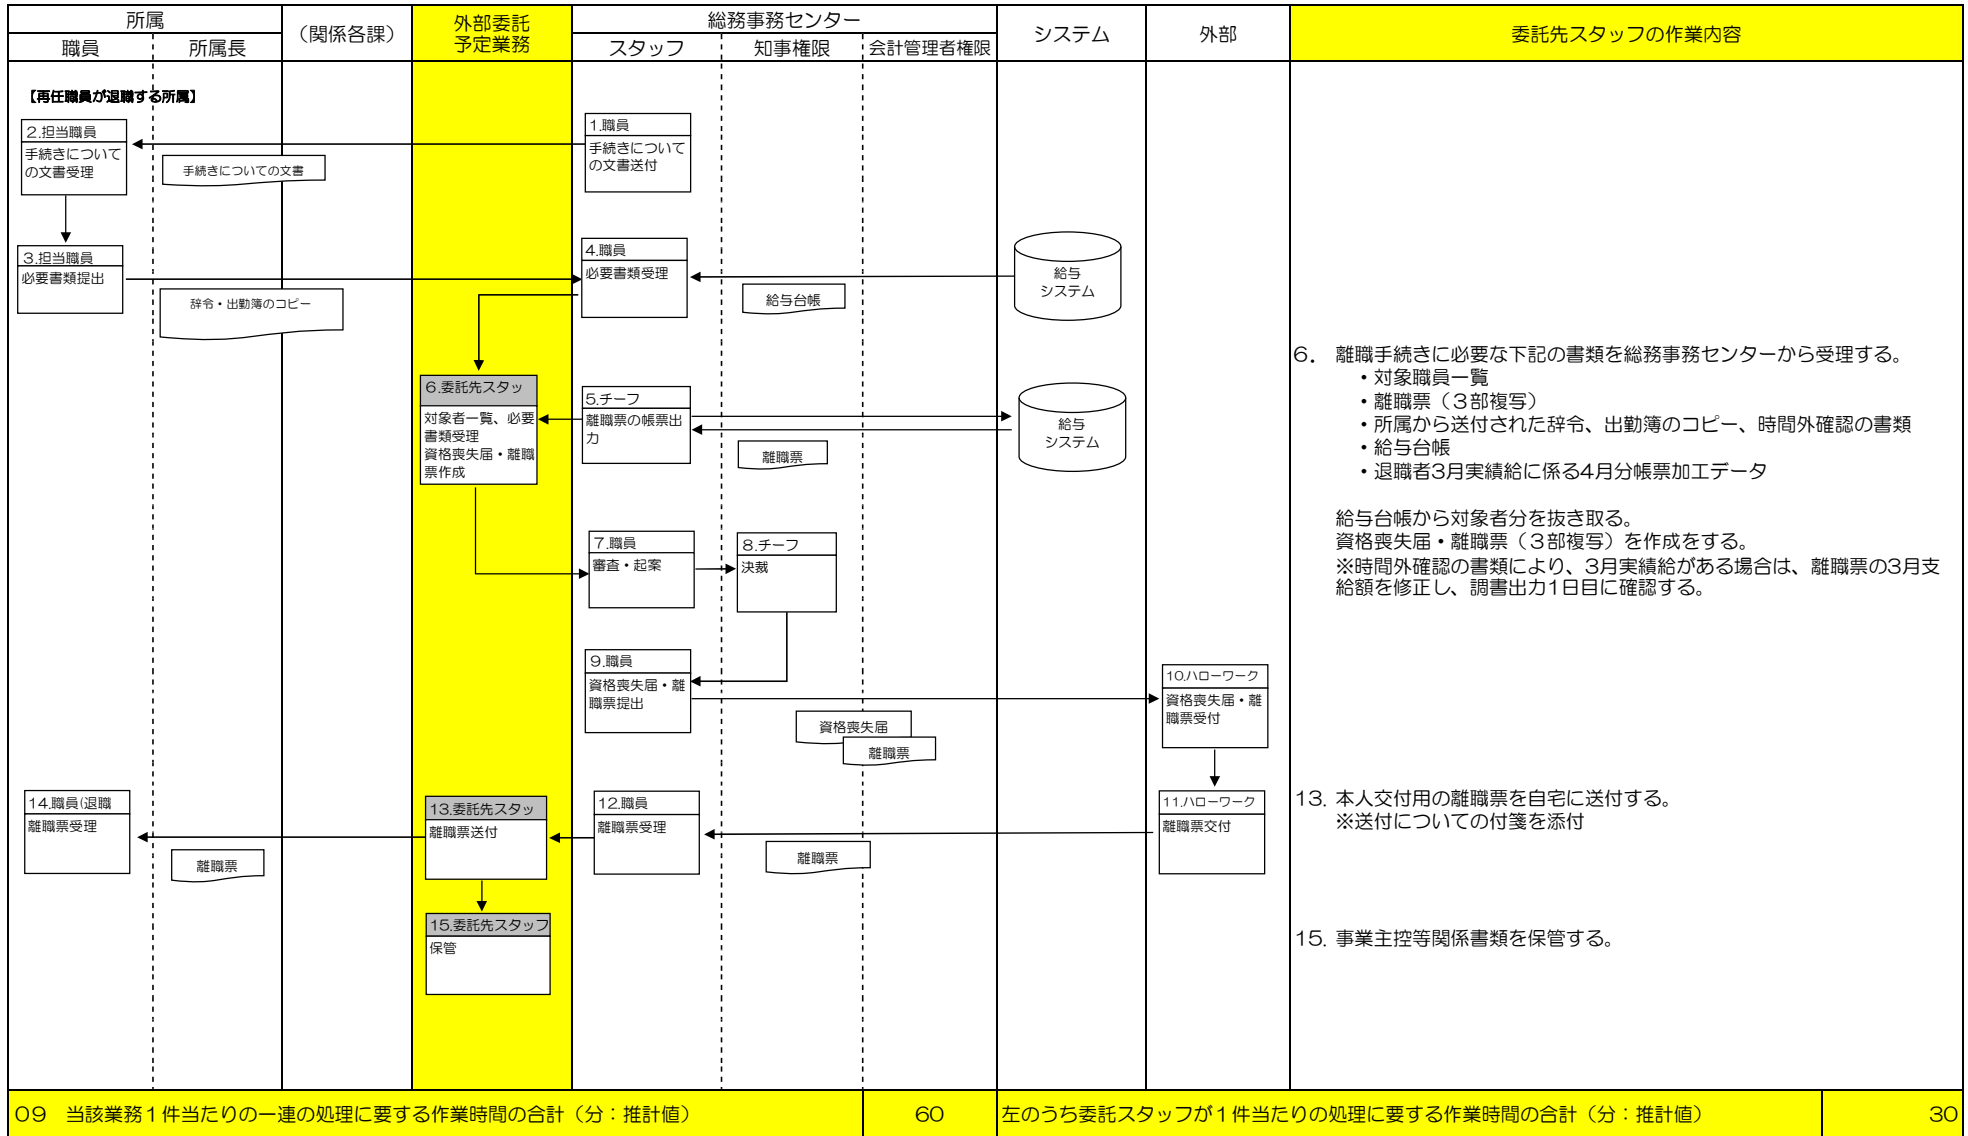 所属
(関係各課)
外部委託
予定業務
総務事務センター
システム
外部
委託先スタッフの作業内容
職員
所属長
スタッフ
知事権限
会計管理者権限
【再任職員が退職する所属】
2.担当職員
手続きについて
の文書受理
手続きについての文書
1.職員
手続きについて
の文書送付
3.担当職員
必要書類提出
辞令・出勤簿のコピー
4.職員
必要書類受理
給与台帳
給与
システム
6.委託先スタッ
対象者一覧、必要
書類受理
資格喪失届・離職
票作成
5.チーフ
離職票の帳票出
力
離職票
給与
システム
7.職員
審査・起案
8.チーフ
決裁
9.職員
資格喪失届・離
職票提出
資格喪失届
離職票
10.ハローワーク
資格喪失届・離
職票受付
14.職員(退職
離職票受理
離職票
13.委託先スタッ
離職票送付
12.職員
離職票受理
離職票
11.ハローワーク
離職票交付
15.委託先スタッフ
保管
6. 離職手続きに必要な下記の書類を総務事務センターから受理する。
・対象職員一覧
・離職票(3部複写)
・所属から送付された辞令、出勤簿のコピー、時間外確認の書類
・給与台帳
・退職者3月実績給に係る4月分帳票加工データ
給与台帳から対象者分を抜き取る。
資格喪失届・離職票(3部複写)を作成をする。
※時間外確認の書類により、3月実績給がある場合は、離職票の3月支
給額を修正し、調書出力1日目に確認する。
13. 本人交付用の離職票を自宅に送付する。
※送付についての付箋を添付
15. 事業主控等関係書類を保管する。
09 当該業務1件当たりの一連の処理に要する作業時間の合計(分:推計値)
60
左のうち委託スタッフが1件当たりの処理に要する作業時間の合計(分:推計値)
30